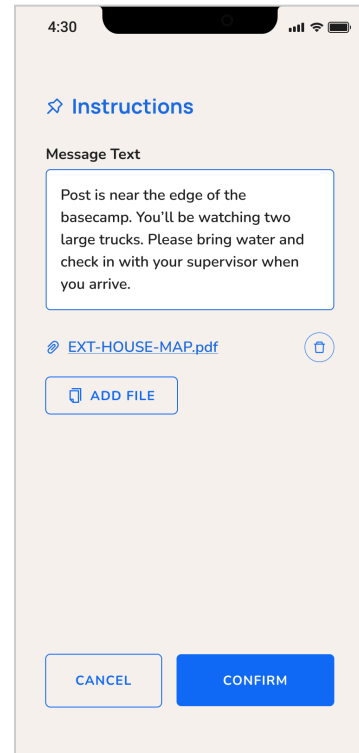 4:30
Instructions
Message Text
Post is near the edge of the
basecamp. You'll be watching two
large trucks. Please bring water and
check in with your supervisor when
you arrive.
EXT-HOUSE-MAP.pdf
ADD FILE
CANCEL
CONFIRM